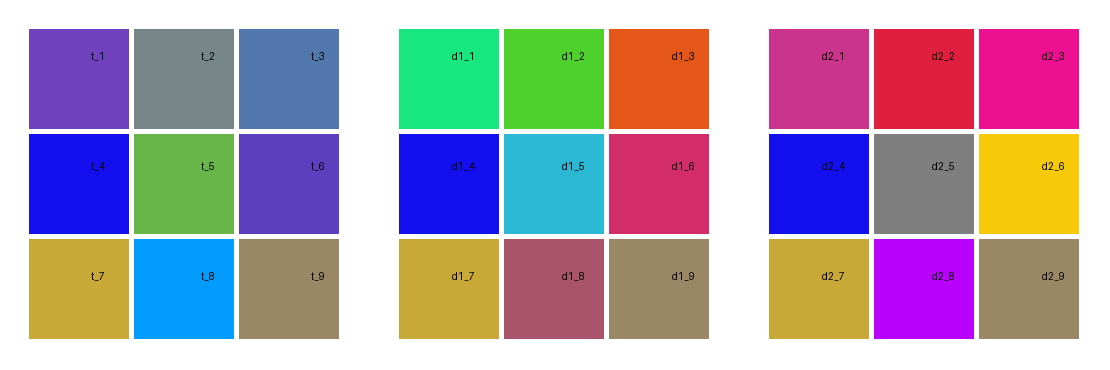 t_1 t_2 t_3 d1_1 d1_2 d1_3 d2_1 d2_2 d2_3
t_4 t_5 t_6 d1_4 d1_5 d1_6 d2_4 d2_5 d2_6
t_7 t_8 t_9 d1_7 d1_8 d1_9 d2_7 d2_8 d2_9